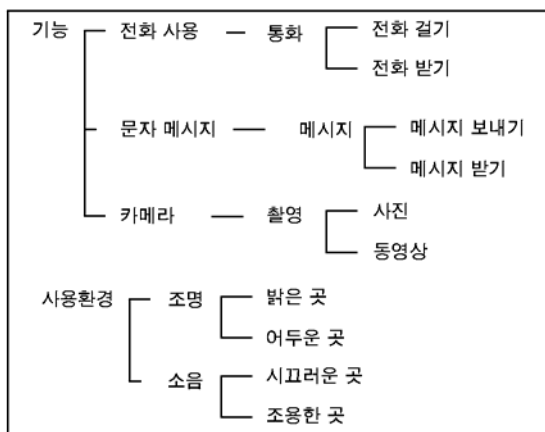 기능 전화 사용 통화 전화 걸기
전화 받기
문자 메시지 메시지 메시지 보내기
메시지 받기
카메라 촬영 사진
동영상
사용환경 조명 밝은 곳
어두운 곳
소음 시끄러운 곳
조용한 곳